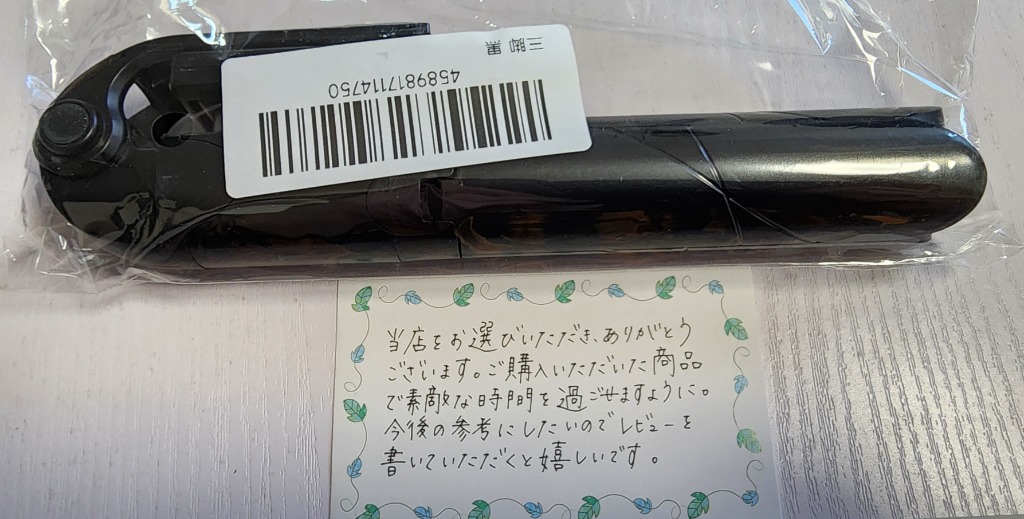 三脚 黒
4589817114750
当店をお選びいただき、ありがとう
ございます。ご購入いただいた商品
で素敵な時間を過ごせますように。
今後の参考にしたいのでレビューを
書いていただくと嬉しいです。